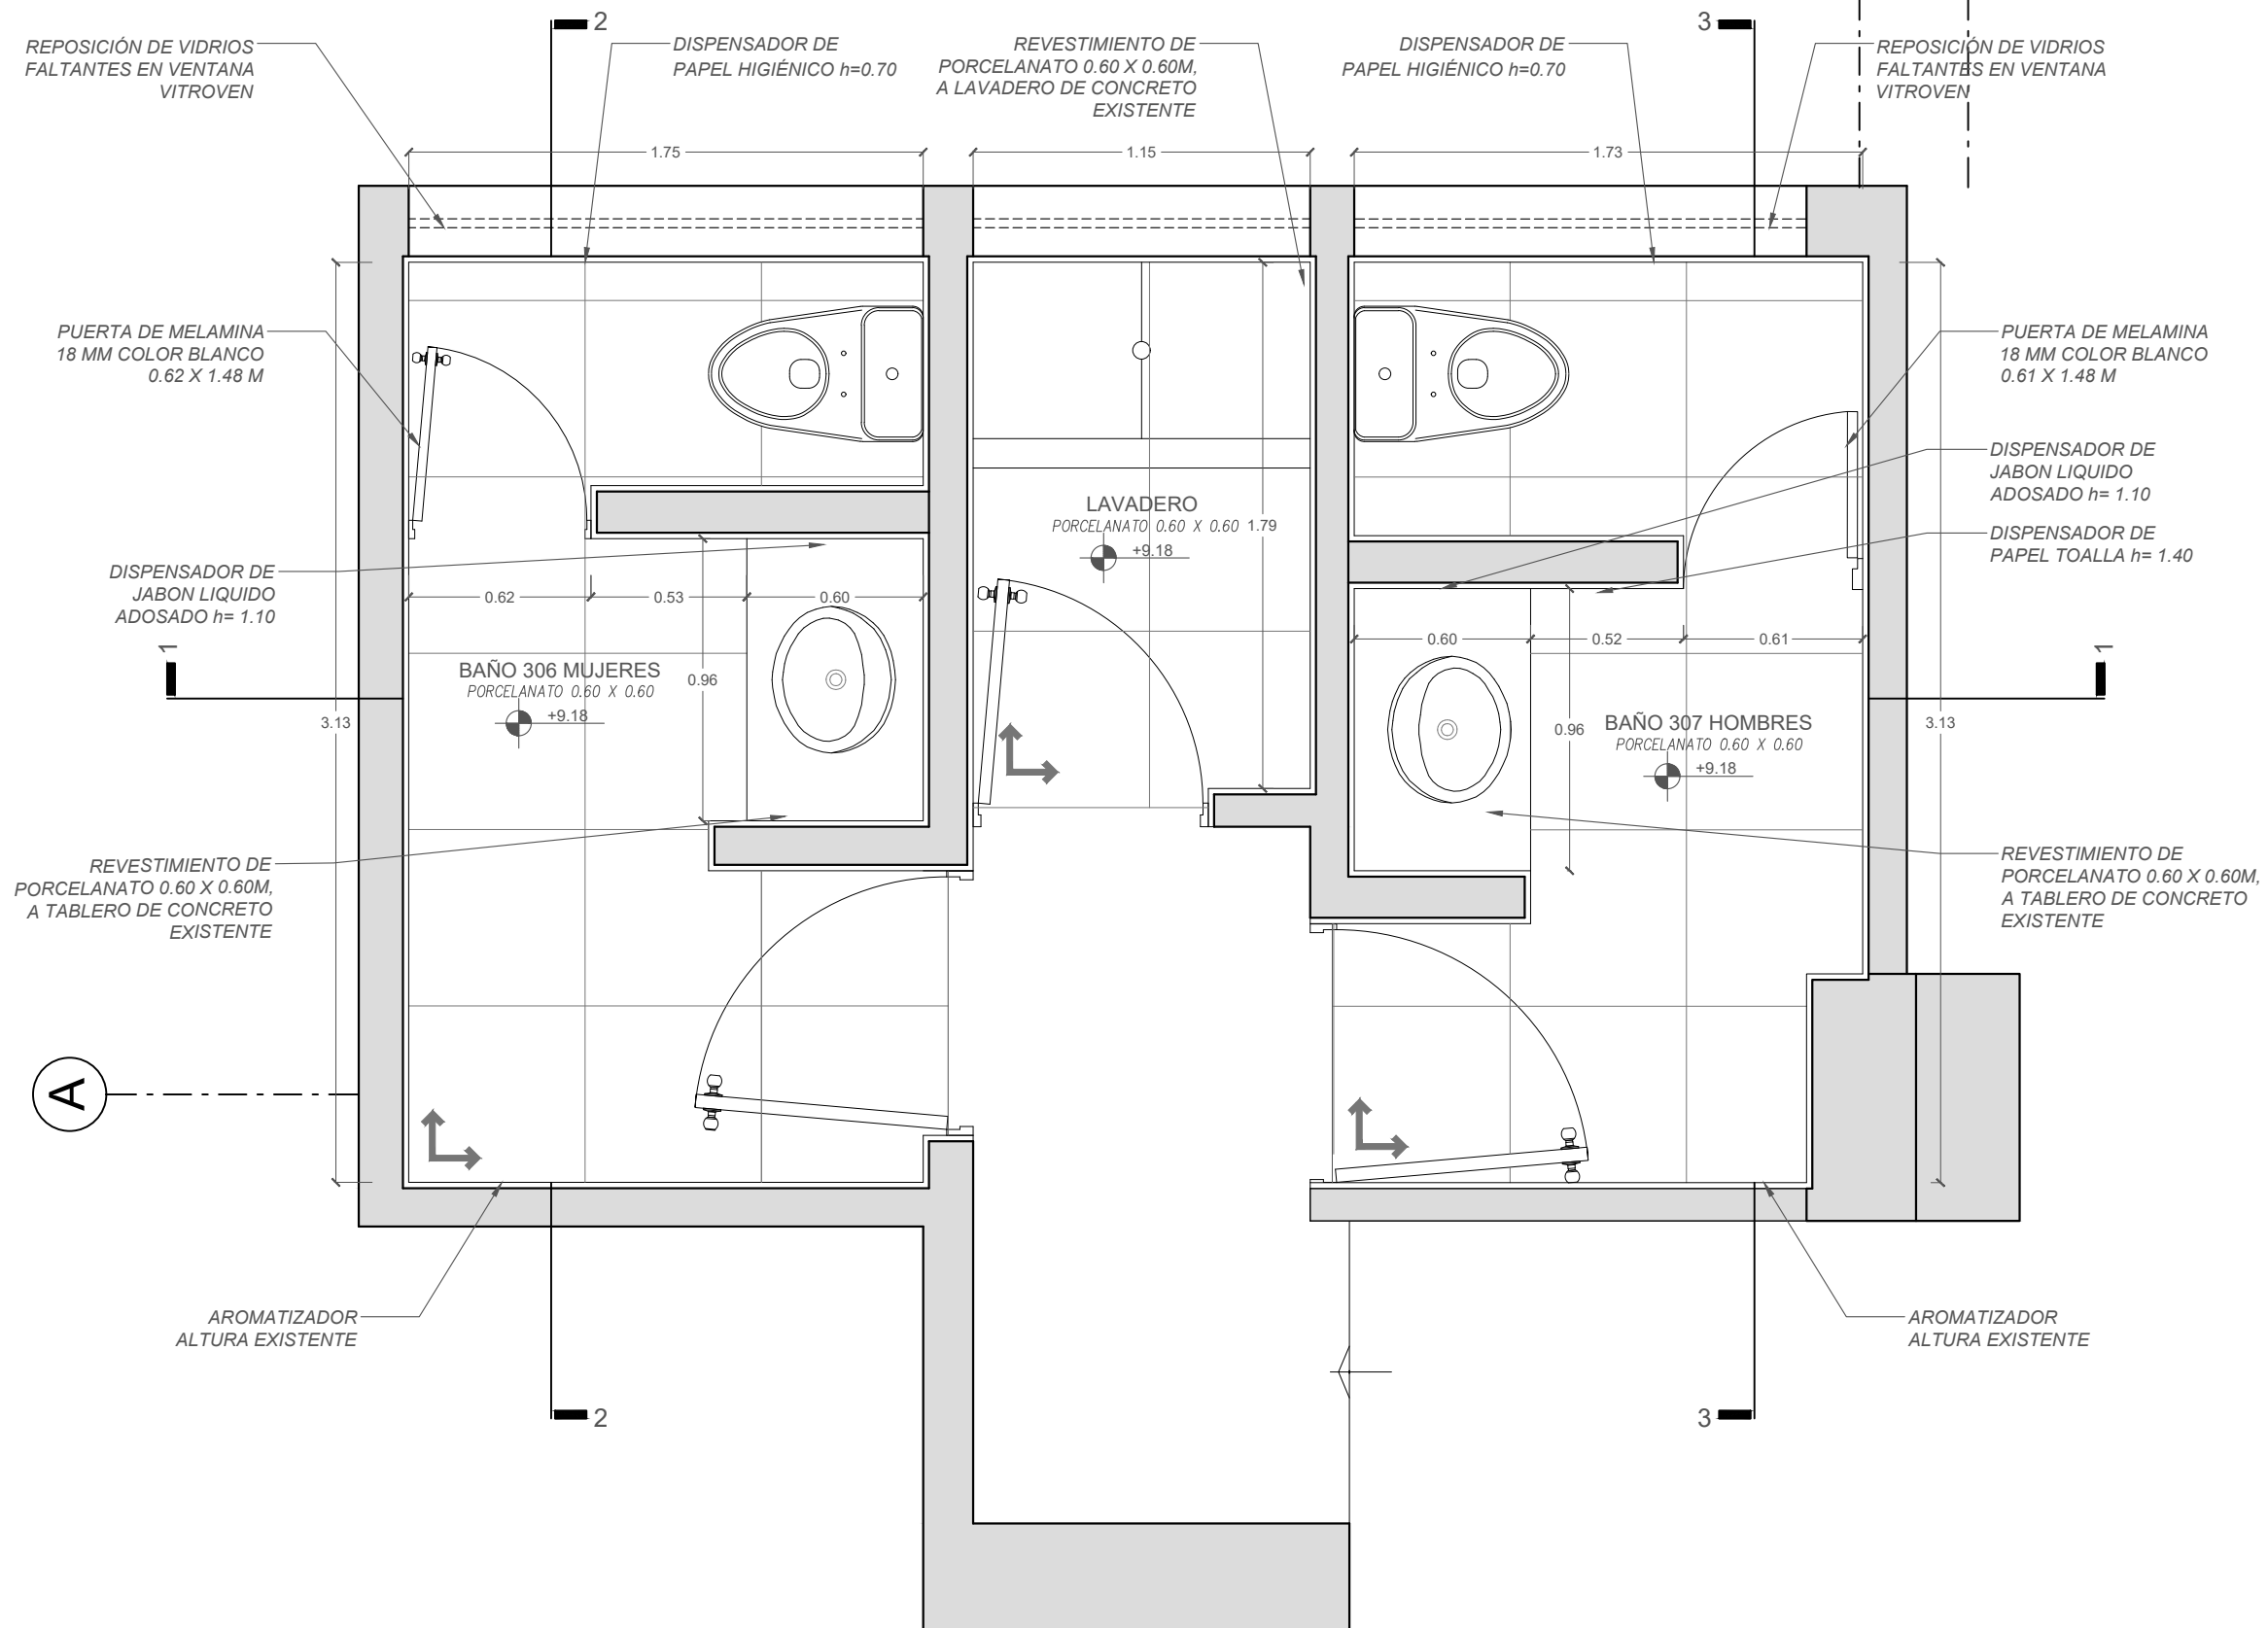 2
3
REPOSICIÓN DE VIDRIOS
FALTANTES EN VENTANA
VITROVEN
DISPENSADOR DE
PAPEL HIGIÉNICO h=0.70
REVESTIMIENTO DE
PORCELANATO 0.60 X 0.60M,
A LAVADERO DE CONCRETO
EXISTENTE
DISPENSADOR DE
PAPEL HIGIÉNICO h=0.70
REPOSICIÓN DE VIDRIOS
FALTANTES EN VENTANA
VITROVEN
1.75
1.15
1.73
PUERTA DE MELAMINA
18 MM COLOR BLANCO
0.62 X 1.48 M
PUERTA DE MELAMINA
18 MM COLOR BLANCO
0.61 X 1.48 M
DISPENSADOR DE
JABON LIQUIDO
ADOSADO h= 1.10
LAVADERO
PORCELANATO 0.60 X 0.60
1.79
+9.18
DISPENSADOR DE
PAPEL TOALLA h= 1.40
DISPENSADOR DE
JABON LIQUIDO
ADOSADO h= 1.10
0.62
0.53
0.60
0.60
0.52
0.61
1
1
BAÑO 306 MUJERES
PORCELANATO 0.60 X 0.60
+9.18
0.96
3.13
0.96
BAÑO 307 HOMBRES
PORCELANATO 0.60 X 0.60
+9.18
3.13
REVESTIMIENTO DE
PORCELANATO 0.60 X 0.60M,
A TABLERO DE CONCRETO
EXISTENTE
REVESTIMIENTO DE
PORCELANATO 0.60 X 0.60M,
A TABLERO DE CONCRETO
EXISTENTE
A
AROMATIZADOR
ALTURA EXISTENTE
AROMATIZADOR
ALTURA EXISTENTE
2
3